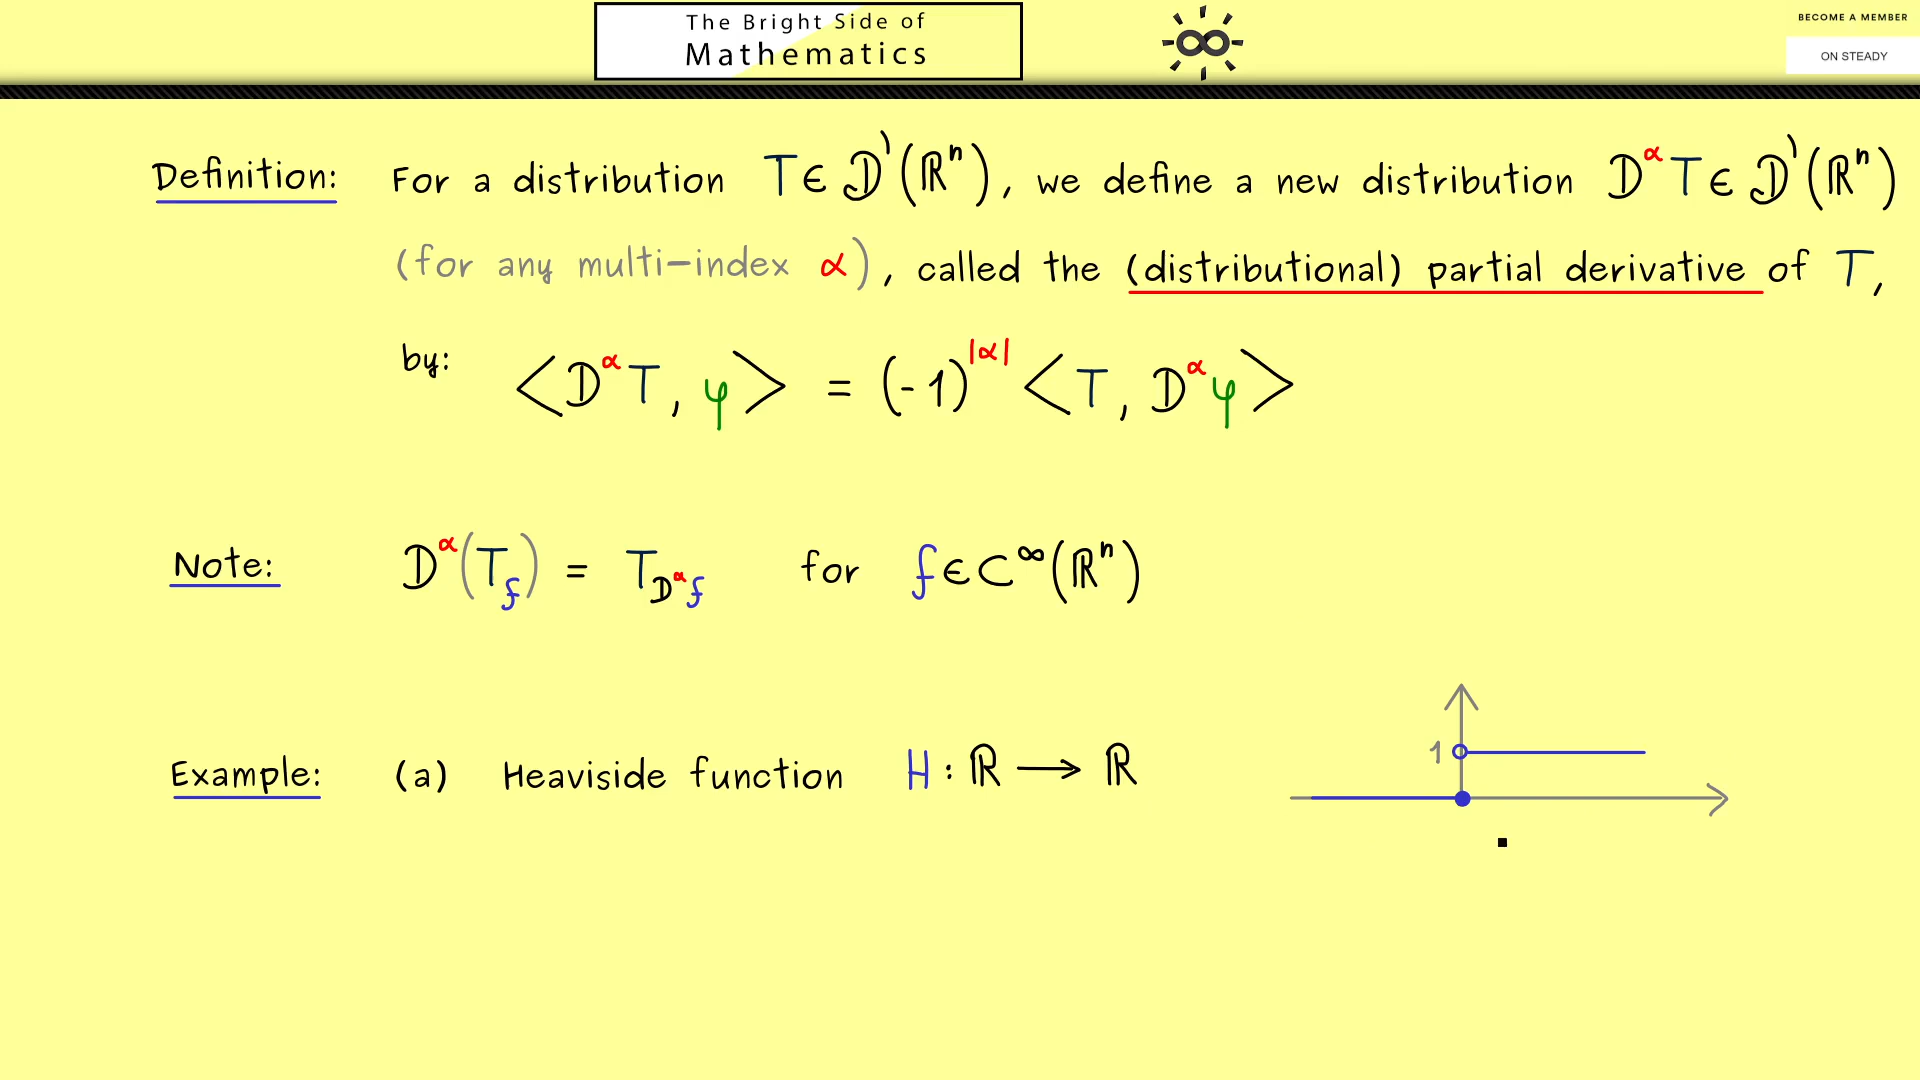 The Bright Side of
Mathematics
BECOME A MEMBER
ON STEADY
Definition: For a distribution T ∈ 𝒟'(ℝⁿ), we define a new distribution D^α T ∈ 𝒟'(ℝⁿ)
(for any multi-index α), called the (distributional) partial derivative of T,
by: <D^α T, φ> = (-1)^|α| <T, D^α φ>
Note: D^α(T_f) = T_{D^α f} for f ∈ C^∞(ℝⁿ)
Example: (a) Heaviside function H : ℝ ⟶ ℝ
1